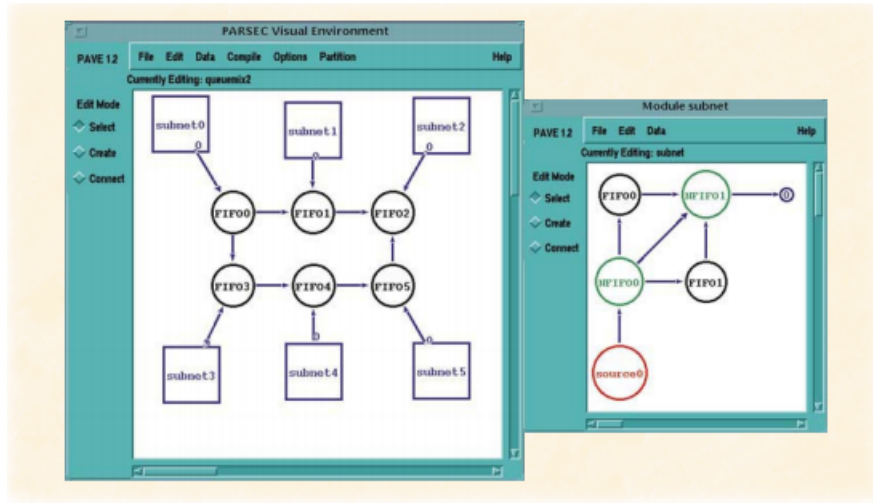 PARSEC Visual Environment
PAVE 1.2 File Edit Data Compile Options Partition Help
Currently Editing: queuemix2
Edit Mode
Select
Create
Connect
subnet0 subnet1 subnet2
0 0 0
FIFO0 FIFO1 FIFO2
FIFO3 FIFO4 FIFO5
0 0
subnet3 subnet4 subnet5
Module subnet
PAVE 1.2 File Edit Data Help
Currently Editing: subnet
Edit Mode
Select
Create
Connect
FIFO0 NFIFO1 0
NFIFO0 FIFO1
source0